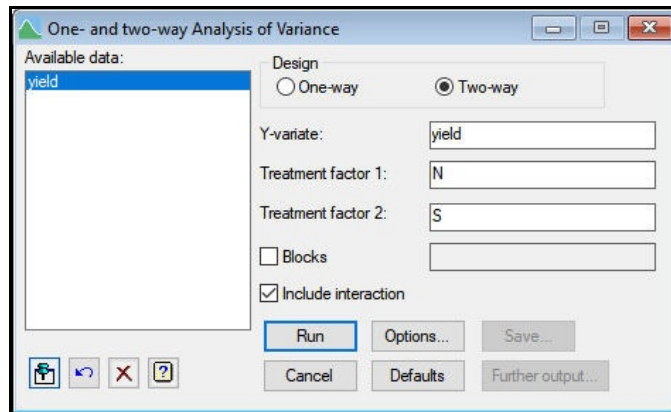 One- and two-way Analysis of Variance
Available data:
yield
Design
One-way
Two-way
Y-variate:
yield
Treatment factor 1:
N
Treatment factor 2:
S
Blocks
Include interaction
Run
Options...
Save...
Cancel
Defaults
Further output...
?